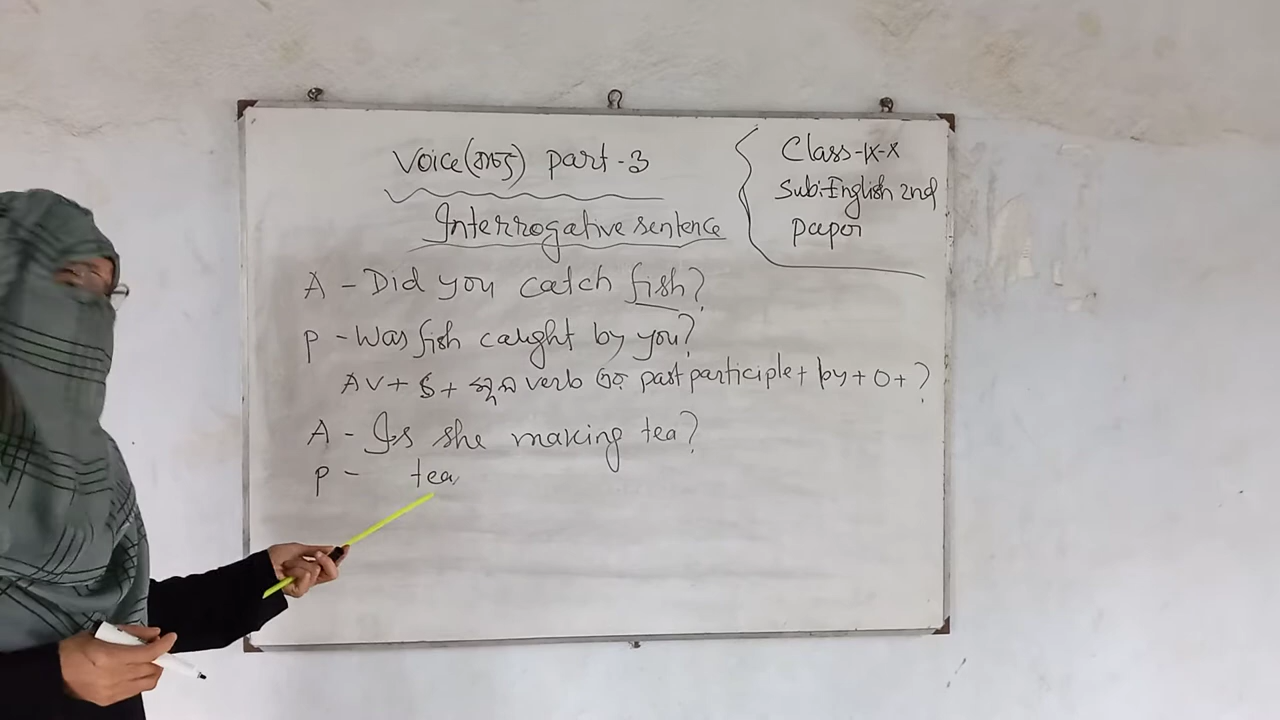 Voice (বাচ্য) part -3
Class-IX-X
Sub:-English 2nd
paper
Interrogative sentence
A - Did you catch fish?
P - Was fish caught by you?
AV + S + মূল verb এর past participle + by + O + ?
A - Is she making tea?
P - tea